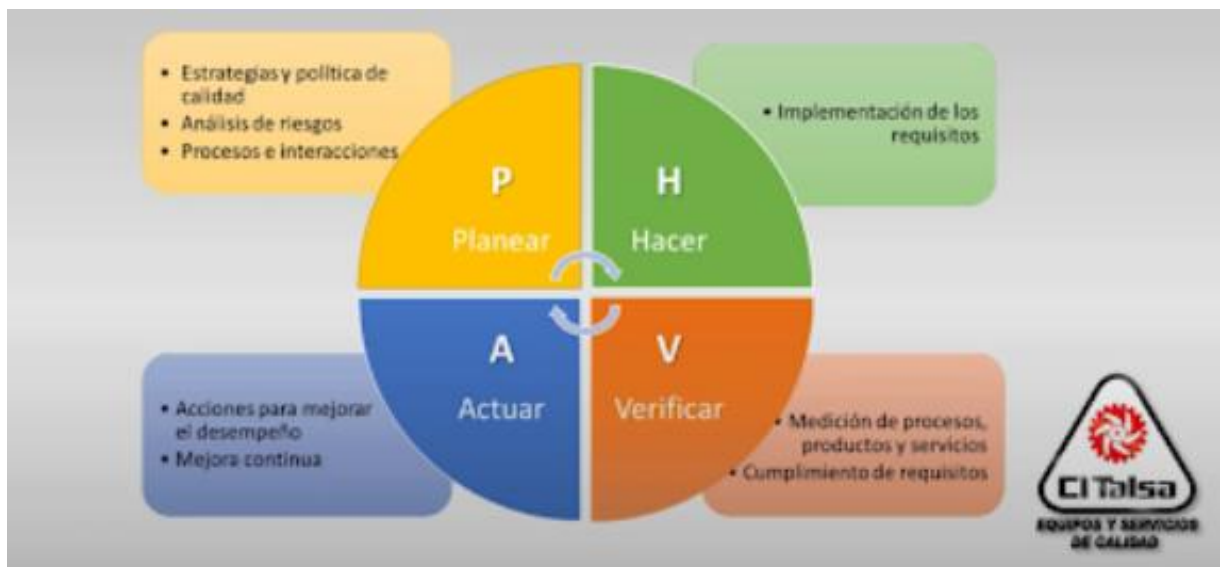 • Estrategias y política de
calidad
• Análisis de riesgos
• Procesos e interacciones
P
Planear
H
Hacer
• Implementación de los
requisitos
A
Actuar
• Acciones para mejorar
el desempeño
• Mejora continua
V
Verificar
• Medición de procesos,
productos y servicios
• Cumplimiento de requisitos
CI Talsa
EQUIPOS Y SERVICIOS
DE CALIDAD